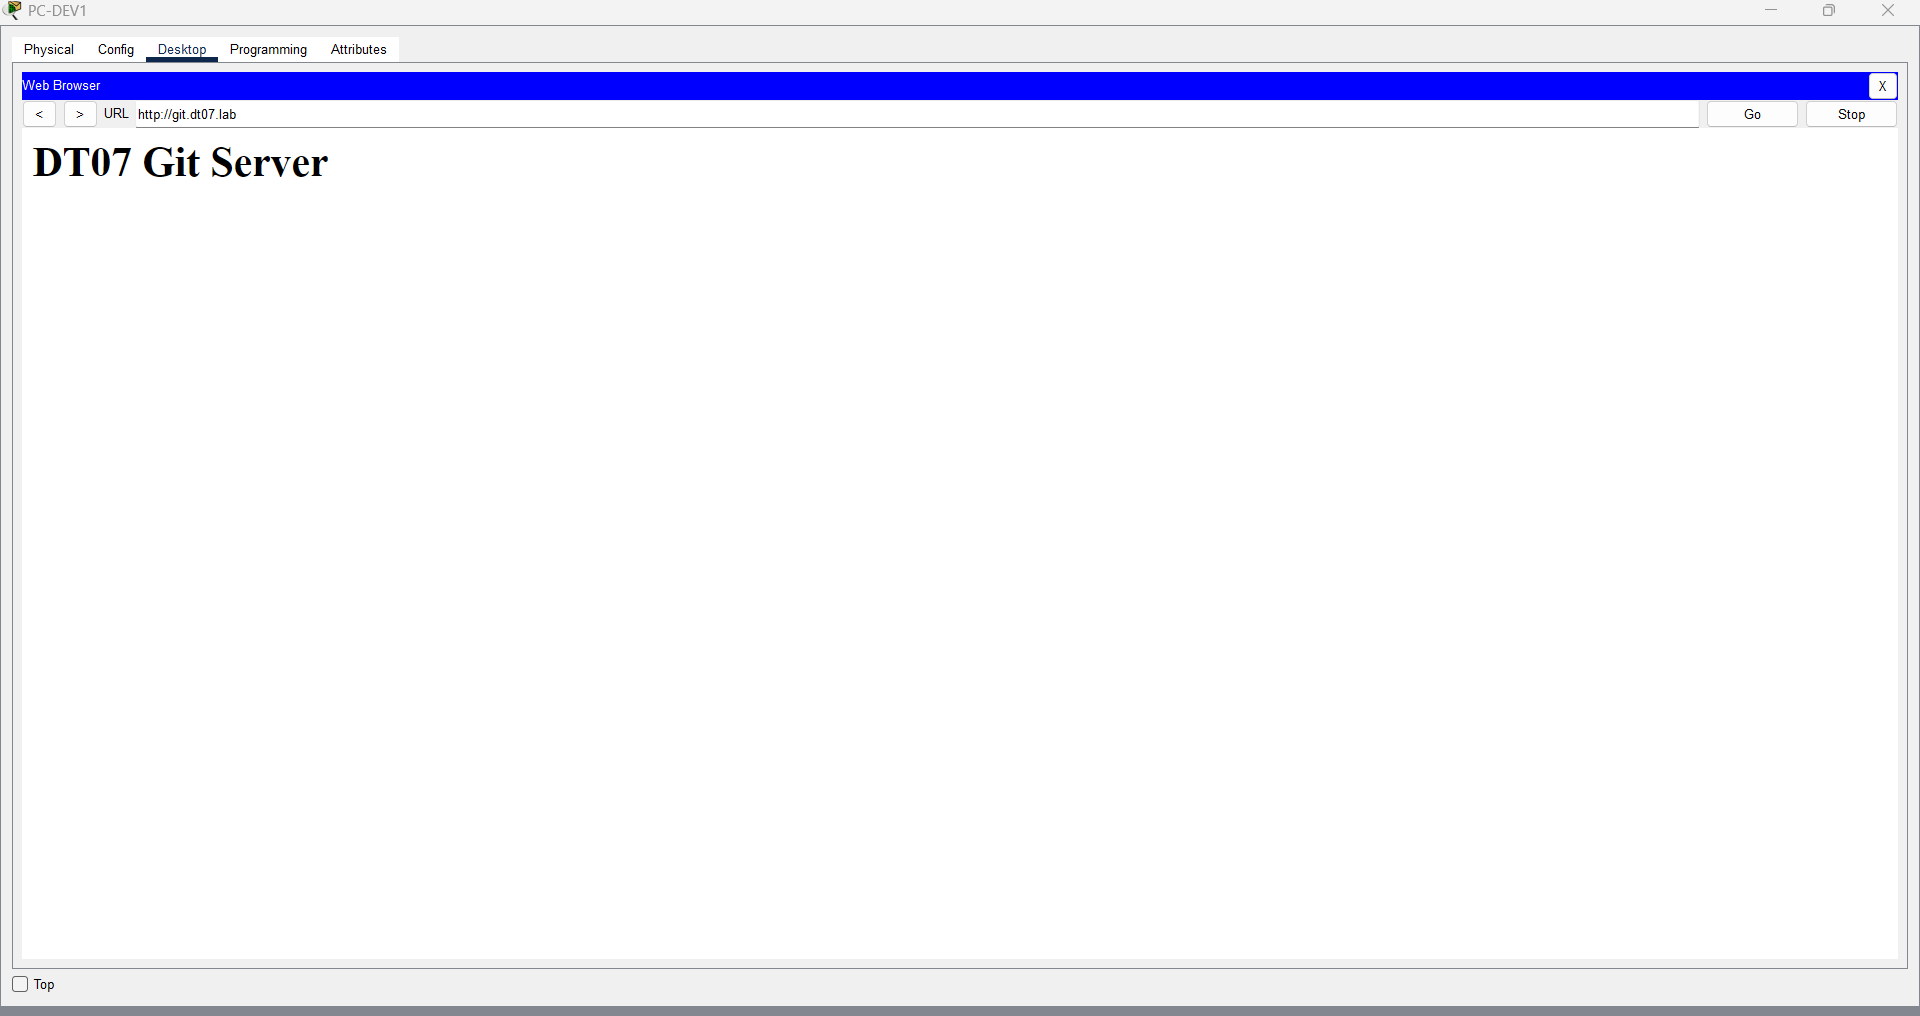 PC-DEV1
Physical Config Desktop Programming Attributes
Web Browser X
< > URL http://git.dt07.lab Go Stop
DT07 Git Server
Top